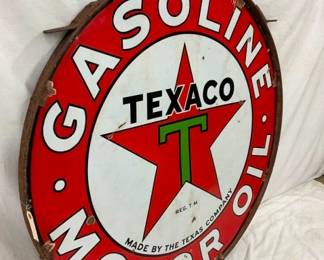 GASOLINE
TEXACO
T
REG. T·M
MADE BY THE TEXAS COMPANY
MOTOR OIL